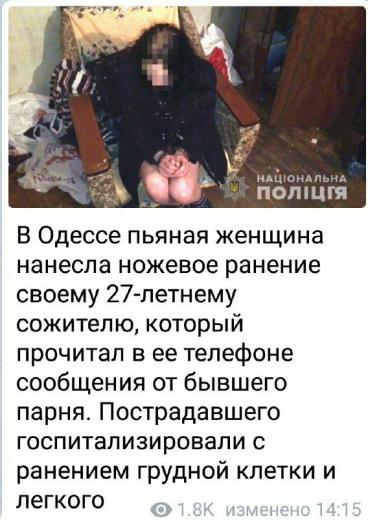 НАЦІОНАЛЬНА
ПОЛІЦІЯ
В Одессе пьяная женщина
нанесла ножевое ранение
своему 27-летнему
сожителю, который
прочитал в ее телефоне
сообщения от бывшего
парня. Пострадавшего
госпитализировали с
ранением грудной клетки и
легкого
1.8K изменено 14:15